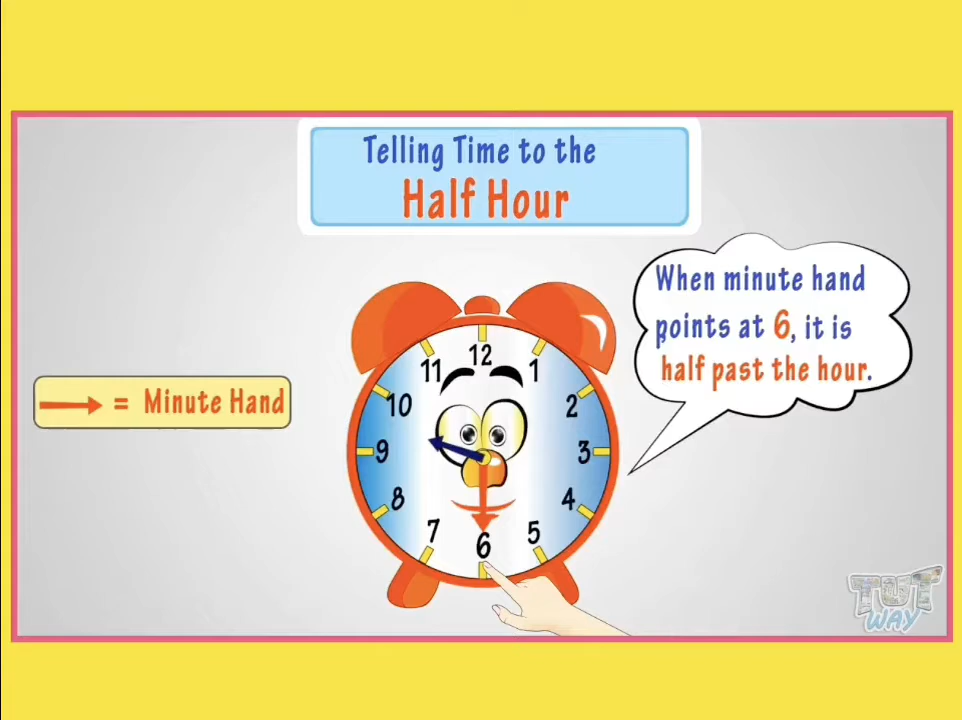 Telling Time to the
Half Hour
When minute hand
points at 6, it is
half past the hour.
= Minute Hand
12
11
1
10
2
9
3
8
4
7
5
6
TUT
WAY